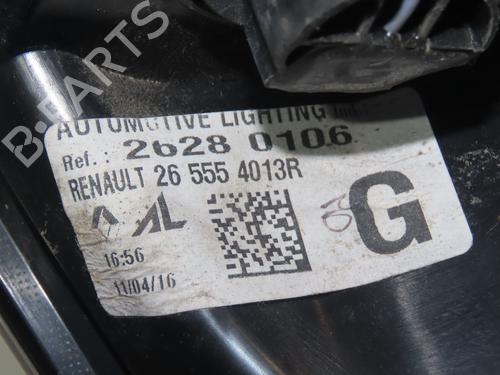 AUTOMOTIVE LIGHTING
Ref.: 2628 0106
RENAULT 26 555 4013R
AL
G
16:56
11/04/16
B-PARTS